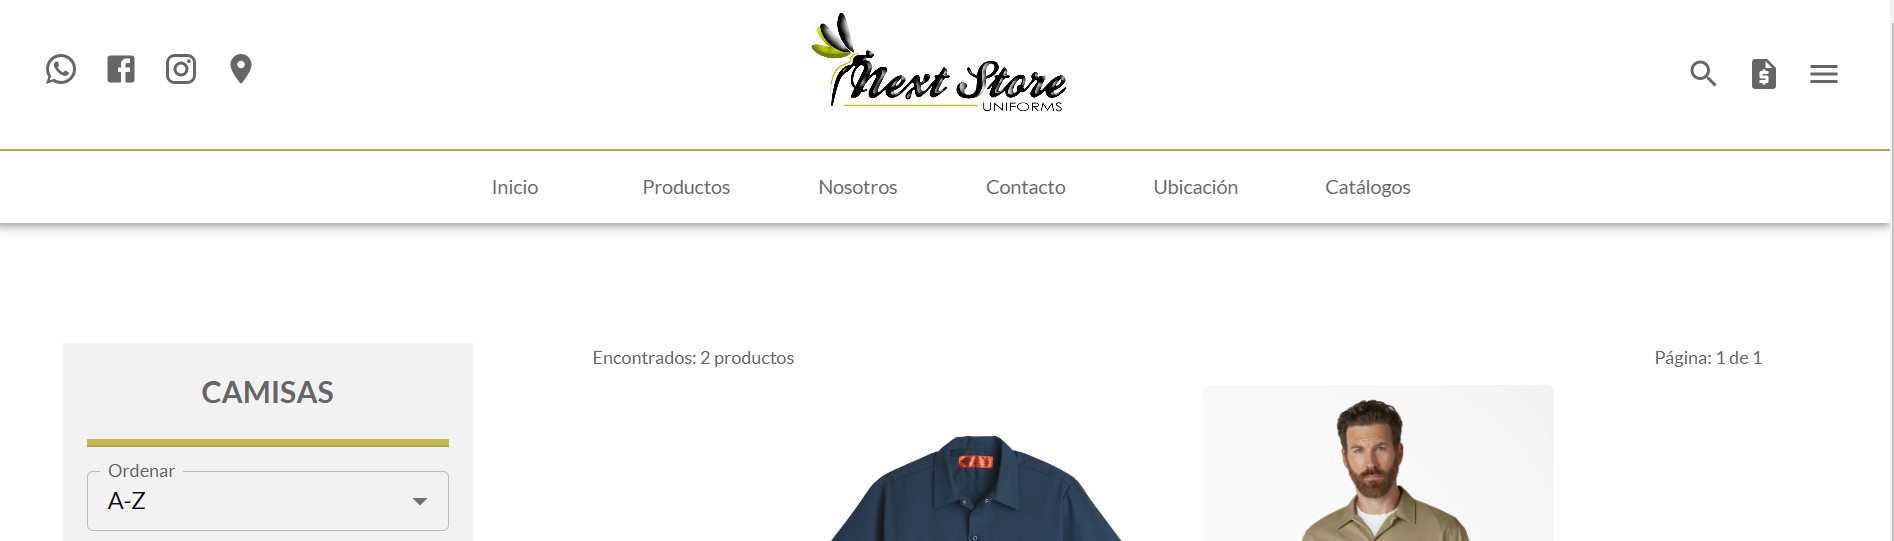 Next Store
UNIFORMS
Inicio
Productos
Nosotros
Contacto
Ubicación
Catálogos
CAMISAS
Ordenar
A-Z
Encontrados: 2 productos
Página: 1 de 1